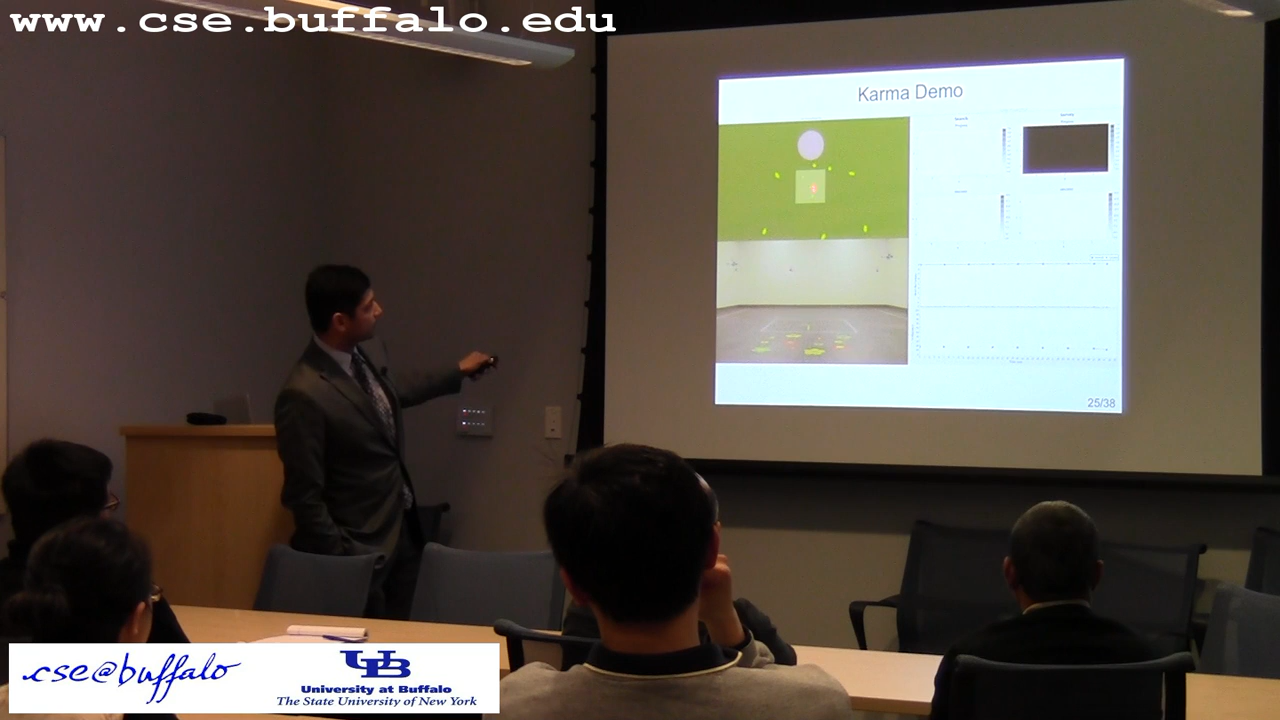 www.cse.buffalo.edu
Karma Demo
25/38
cse@buffalo
UB
University at Buffalo
The State University of New York